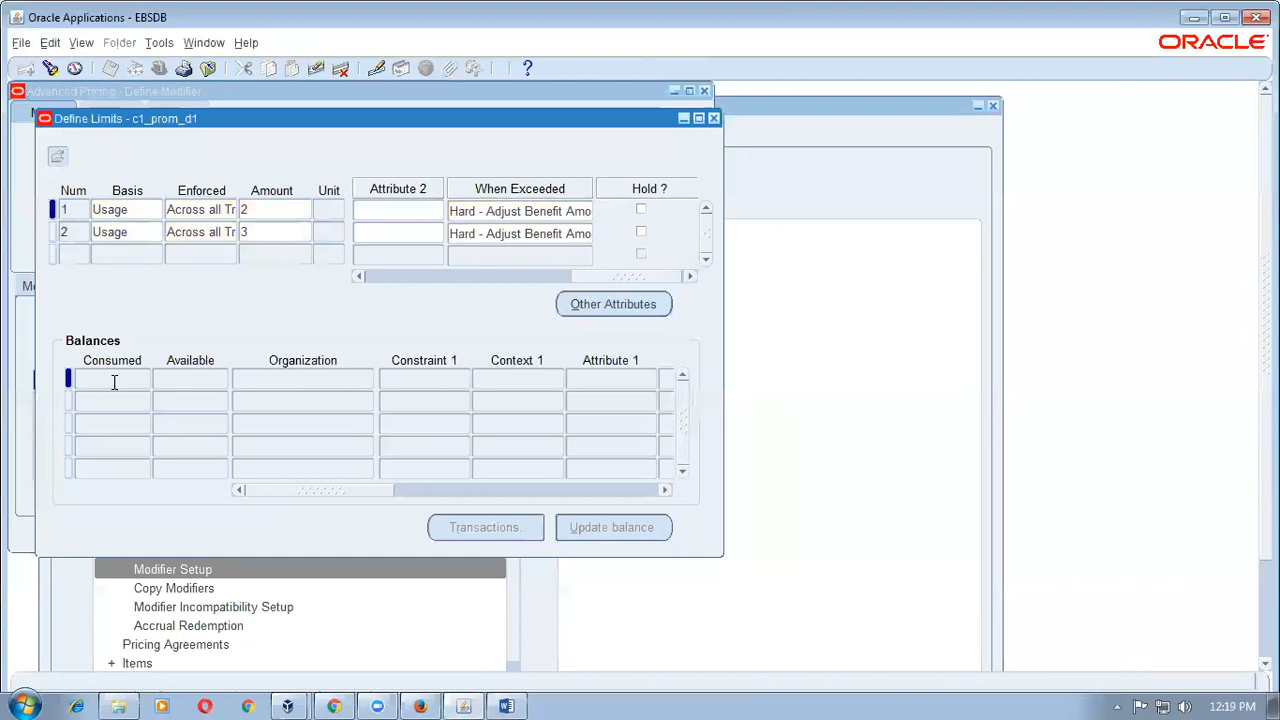 Oracle Applications - EBSDB
File Edit View Folder Tools Window Help
ORACLE
Advanced Pricing - Define Modifier
Define Limits - c1_prom_d1
Num Basis Enforced Amount Unit Attribute 2 When Exceeded Hold ?
1 Usage Across all Tr 2 Hard - Adjust Benefit Amo
2 Usage Across all Tr 3 Hard - Adjust Benefit Amo
Other Attributes
Balances
Consumed Available Organization Constraint 1 Context 1 Attribute 1
Transactions.. Update balance
Modifier Setup
Copy Modifiers
Modifier Incompatibility Setup
Accrual Redemption
Pricing Agreements
+ Items
12:19 PM